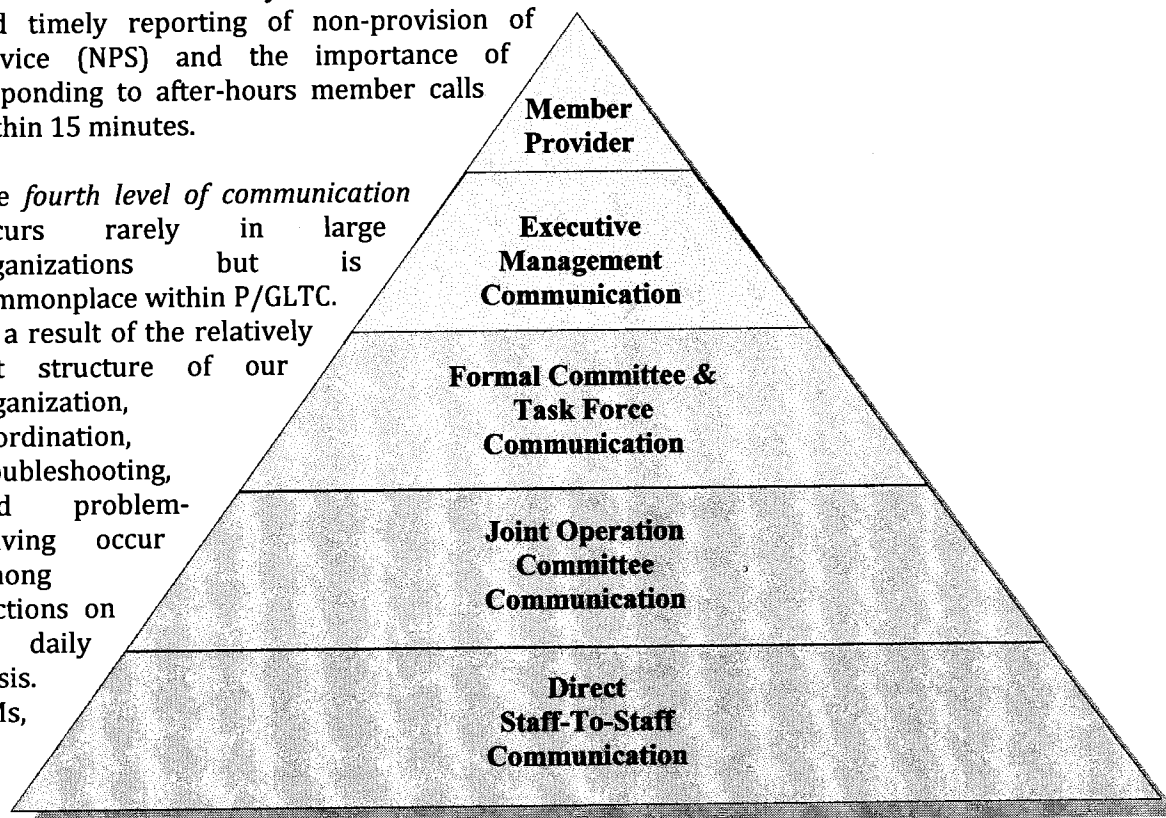 d timely reporting of non-provision of
vice (NPS) and the importance of
ponding to after-hours member calls
thin 15 minutes.
e fourth level of communication
curs rarely in large
ganizations but is
mmonplace within P/GLTC.
a result of the relatively
t structure of our
ganization,
ordination,
oubleshooting,
d problem-
ving occur
mong
ctions on
daily
sis.
Ms,
Member
Provider
Executive
Management
Communication
Formal Committee &
Task Force
Communication
Joint Operation
Committee
Communication
Direct
Staff-To-Staff
Communication